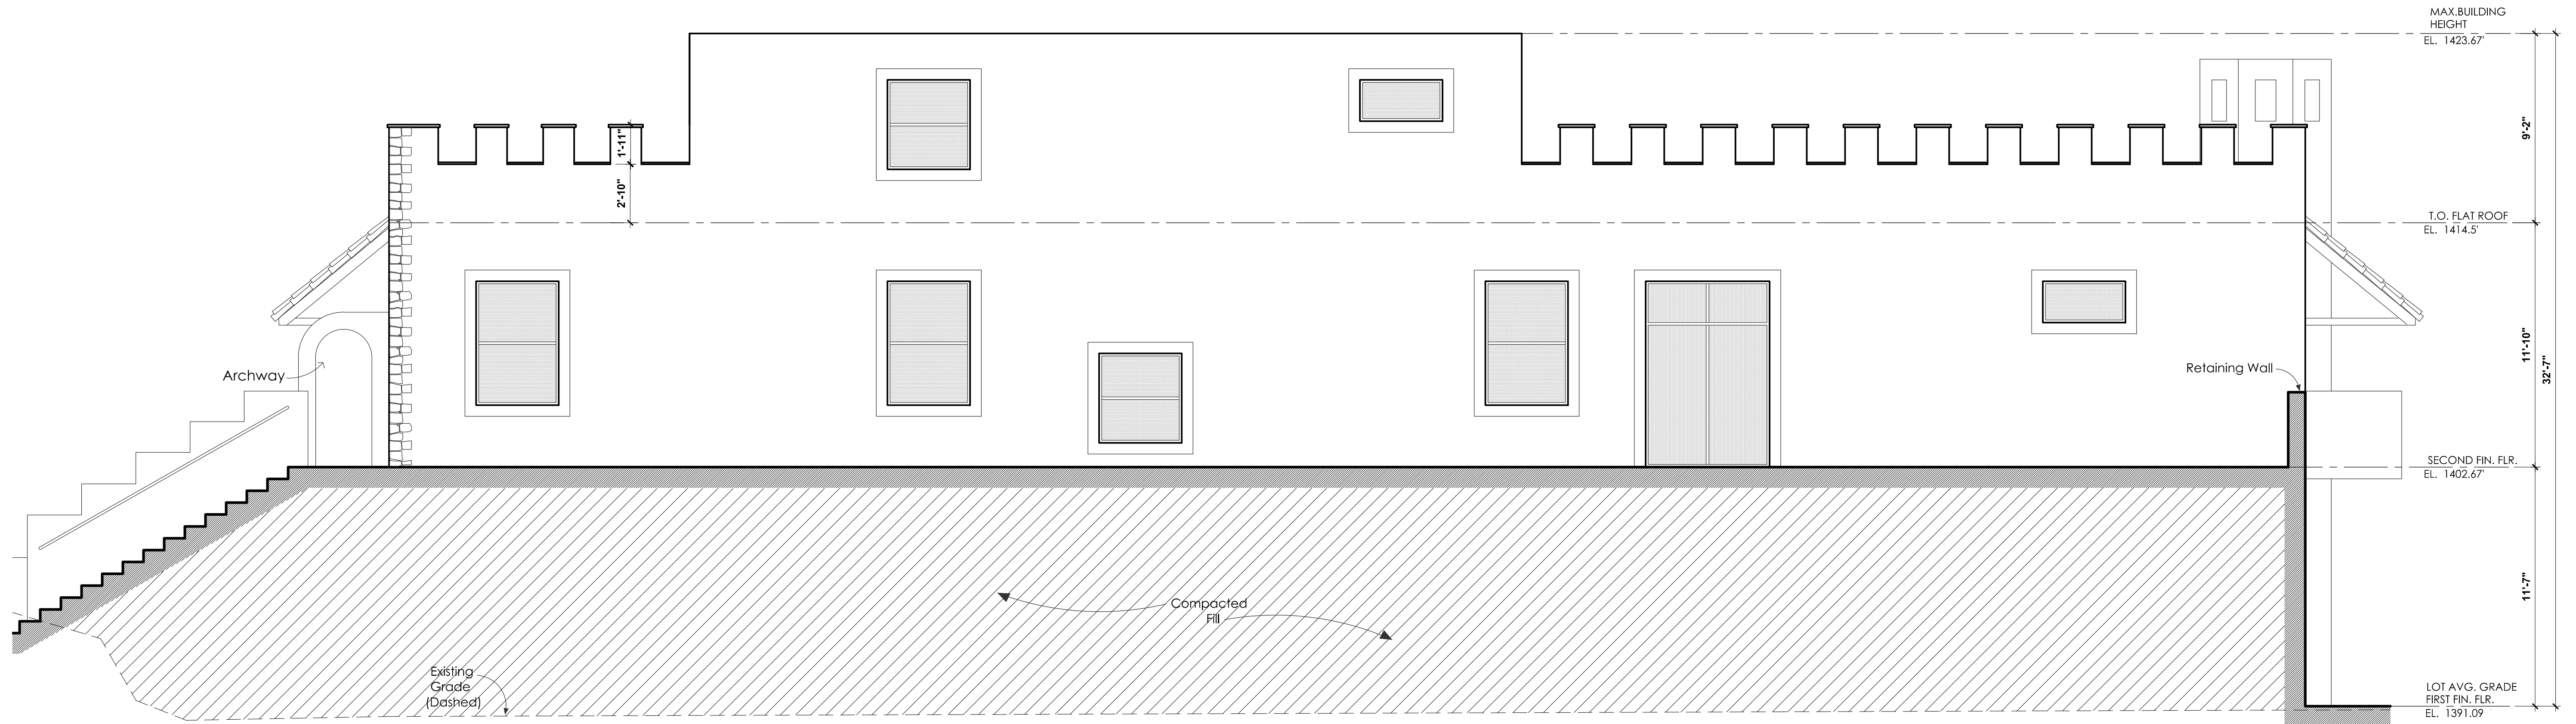 MAX.BUILDING
HEIGHT
EL. 1423.67'
9'-2"
1'-11"
2'-10"
T.O. FLAT ROOF
EL. 1414.5'
Archway
Retaining Wall
11'-10"
32'-7"
SECOND FIN. FLR.
EL. 1402.67'
Compacted
Fill
11'-7"
Existing
Grade
(Dashed)
LOT AVG. GRADE
FIRST FIN. FLR.
EL. 1391.09